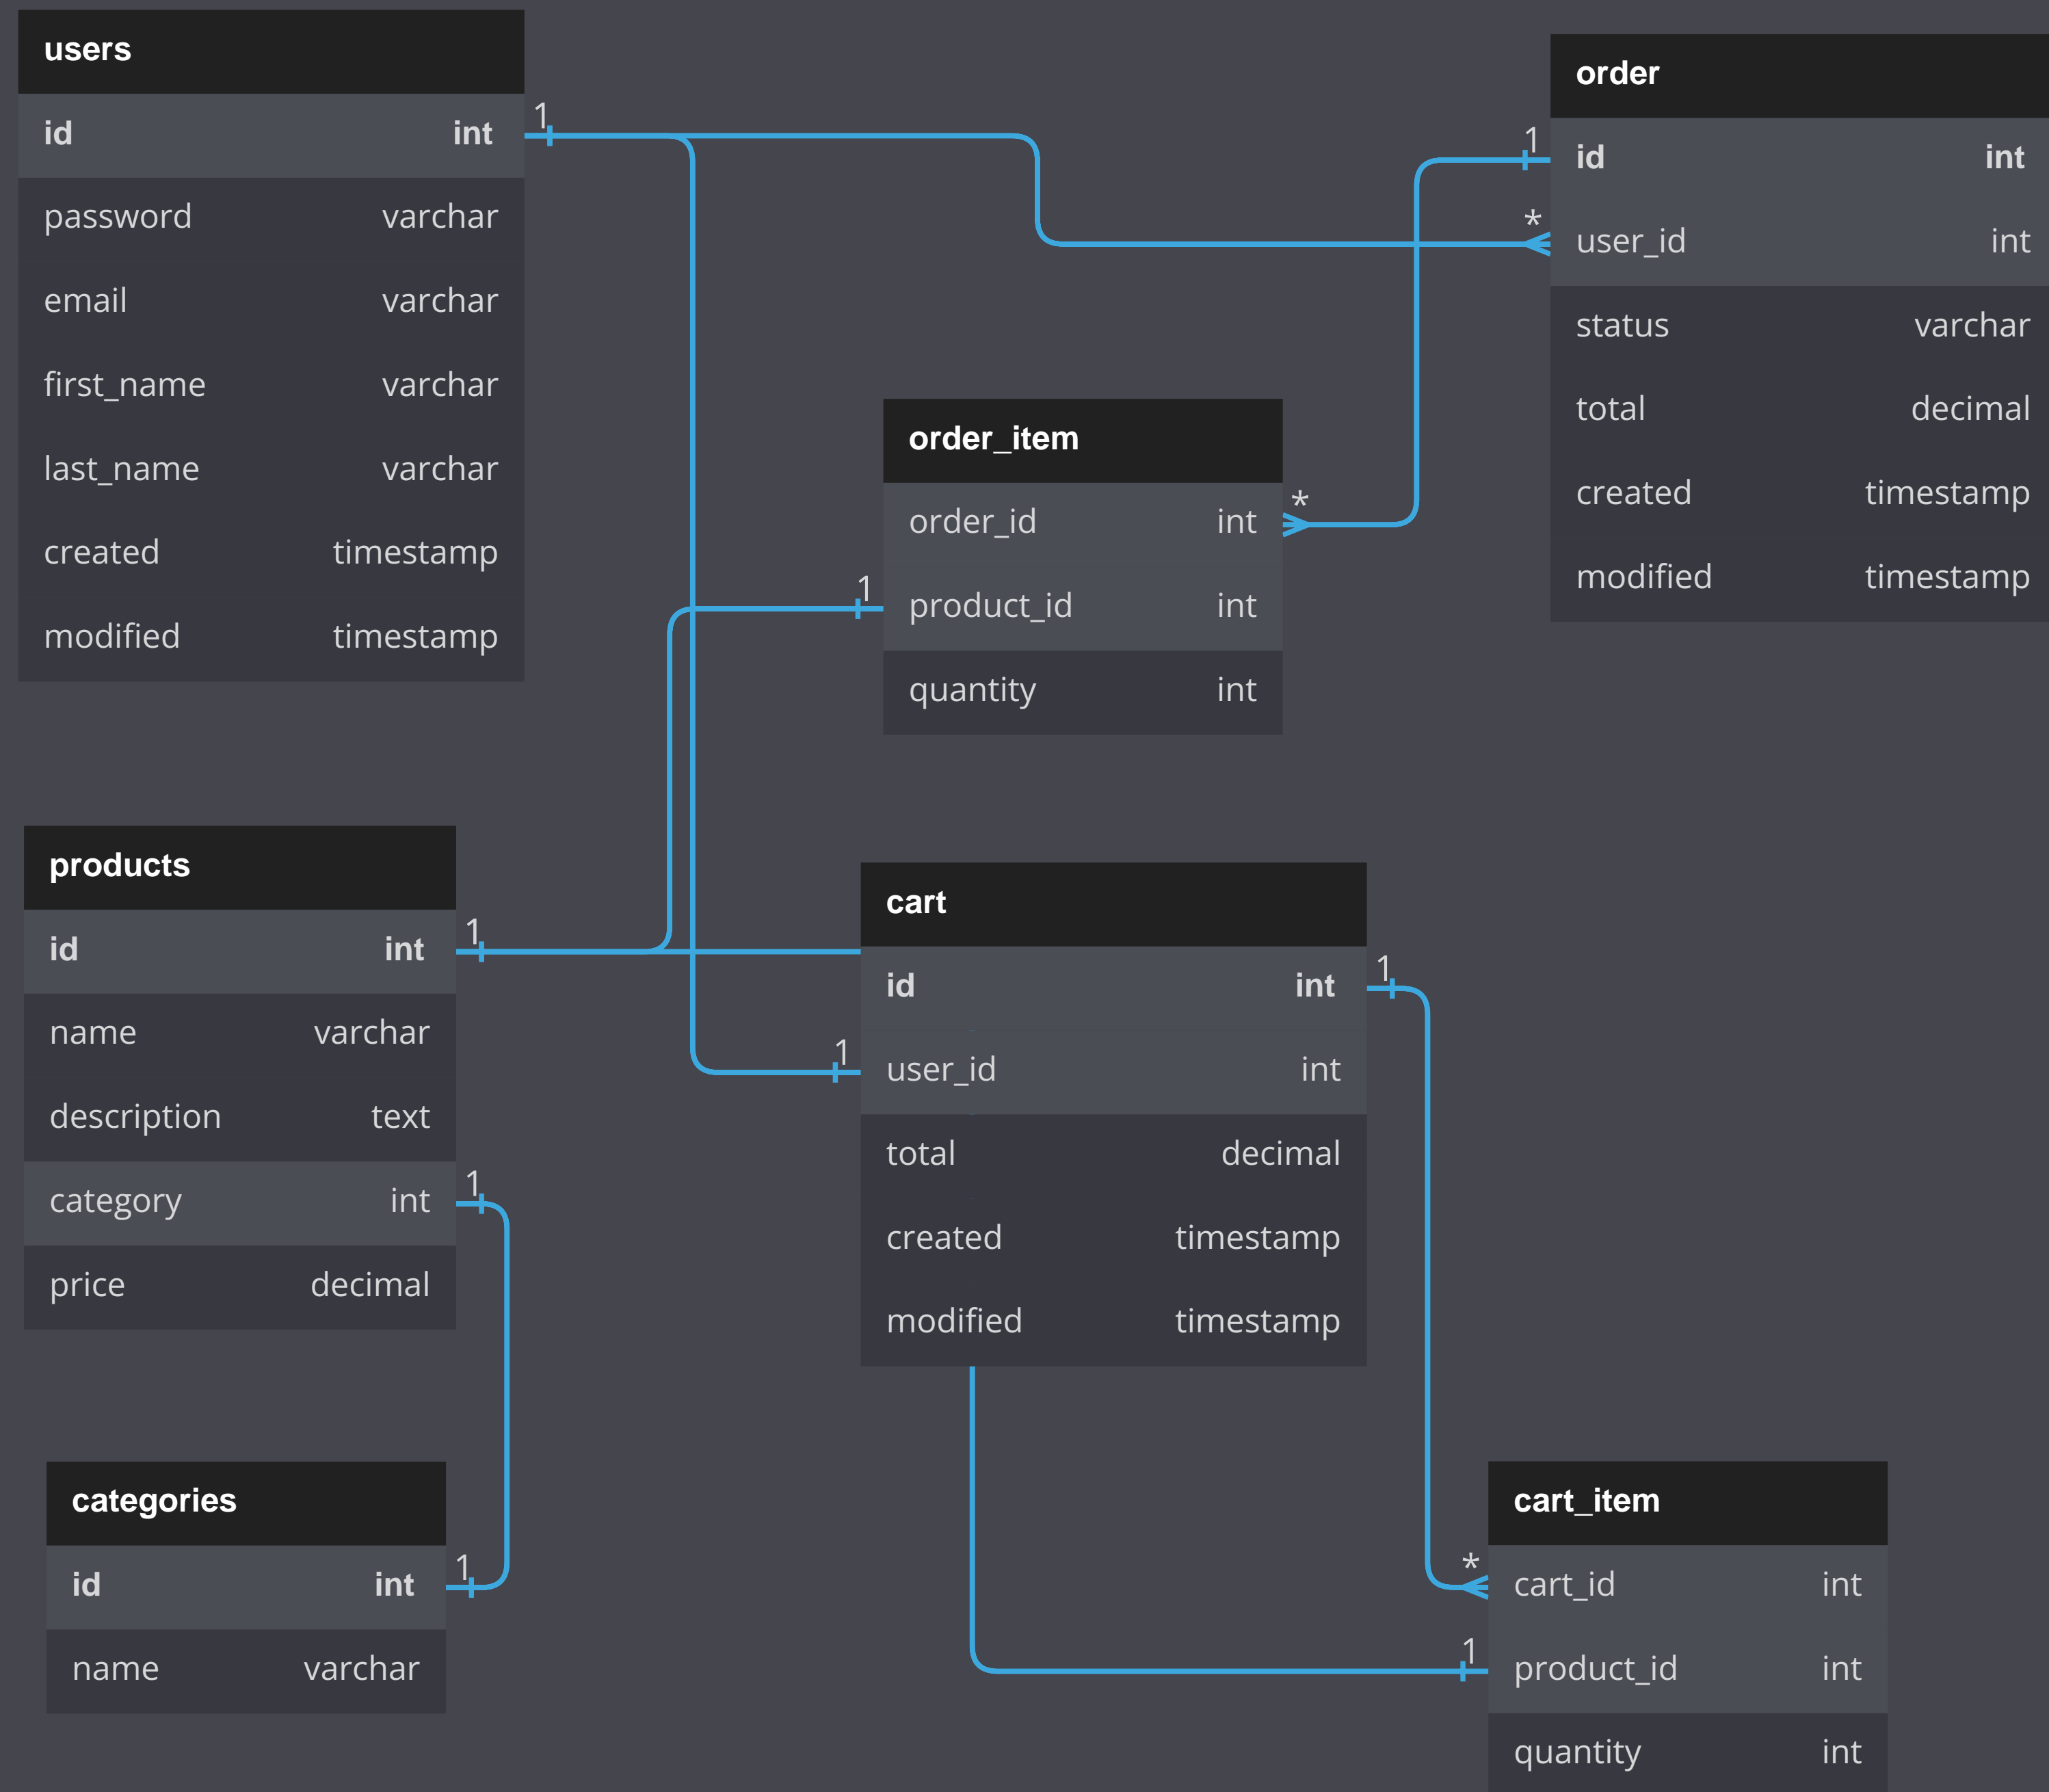 users
id int
password varchar
email varchar
first_name varchar
last_name varchar
created timestamp
modified timestamp
1
order
id int
user_id int
status varchar
total decimal
created timestamp
modified timestamp
1
*
order_item
order_id int
product_id int
quantity int
*
1
products
id int
name varchar
description text
category int
price decimal
1
1
cart
id int
user_id int
total decimal
created timestamp
modified timestamp
1
1
categories
id int
name varchar
1
cart_item
cart_id int
product_id int
quantity int
*
1